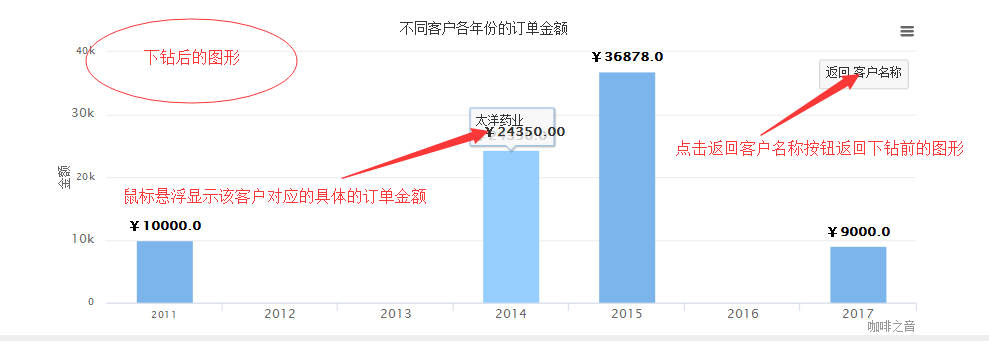 不同客户各年份的订单金额
下钻后的图形
返回 客户名称
点击返回客户名称按钮返回下钻前的图形
太洋药业
￥24350.00
鼠标悬浮显示该客户对应的具体的订单金额
金额
40k
30k
20k
10k
0
￥10000.0
￥36878.0
￥9000.0
2011
2012
2013
2014
2015
2016
2017
咖啡之音